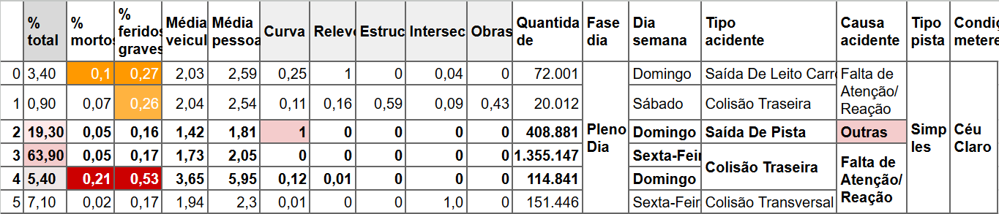 % total | % mortos | % feridos graves | Média veicul | Média pessoa | Curva | Relevo | Estruc | Intersec | Obras | Quantida de | Fase dia | Dia semana | Tipo acidente | Causa acidente | Tipo pista | Condiç metere
0 | 3,40 | 0,1 | 0,27 | 2,03 | 2,59 | 0,25 | 1 | 0 | 0,04 | 0 | 72.001 | Pleno Dia | Domingo | Saída De Leito Carro | Falta de Atenção/ Reação | Simp les | Céu Claro
1 | 0,90 | 0,07 | 0,26 | 2,04 | 2,54 | 0,11 | 0,16 | 0,59 | 0,09 | 0,43 | 20.012 | Sábado | Colisão Traseira
2 | 19,30 | 0,05 | 0,16 | 1,42 | 1,81 | 1 | 0 | 0 | 0 | 0 | 408.881 | Domingo | Saída De Pista | Outras
3 | 63,90 | 0,05 | 0,17 | 1,73 | 2,05 | 0 | 0 | 0 | 0 | 0 | 1.355.147 | Sexta-Feir | Colisão Traseira | Falta de Atenção/ Reação
4 | 5,40 | 0,21 | 0,53 | 3,65 | 5,95 | 0,12 | 0,01 | 0 | 0 | 0 | 114.841 | Domingo
5 | 7,10 | 0,02 | 0,17 | 1,94 | 2,3 | 0,01 | 0 | 0 | 1,0 | 0 | 151.446 | Sexta-Feir | Colisão Transversal